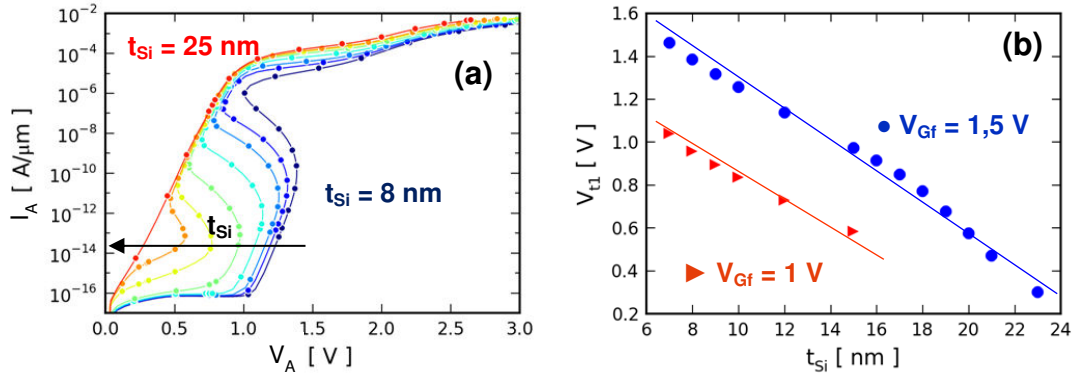 t_Si = 25 nm
(a)
t_Si = 8 nm
t_Si
I_A [ A/μm ]
10⁻²
10⁻⁴
10⁻⁶
10⁻⁸
10⁻¹⁰
10⁻¹²
10⁻¹⁴
10⁻¹⁶
0.0 0.5 1.0 1.5 2.0 2.5 3.0
V_A [ V ]
(b)
V_Gf = 1,5 V
V_Gf = 1 V
V_t1 [ V ]
1.6
1.4
1.2
1.0
0.8
0.6
0.4
0.2
6 8 10 12 14 16 18 20 22 24
t_Si [ nm ]